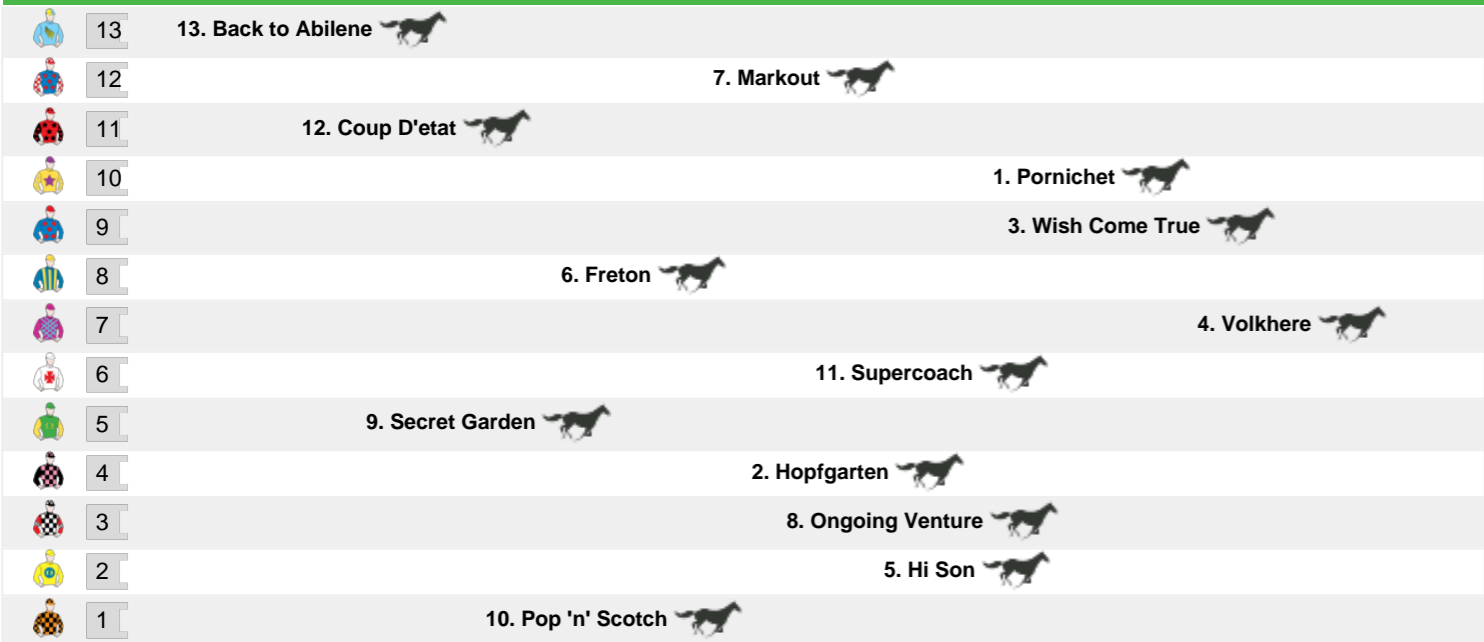 13 13. Back to Abilene
12 7. Markout
11 12. Coup D'etat
10 1. Pornichet
9 3. Wish Come True
8 6. Freton
7 4. Volkhere
6 11. Supercoach
5 9. Secret Garden
4 2. Hopfgarten
3 8. Ongoing Venture
2 5. Hi Son
1 10. Pop 'n' Scotch